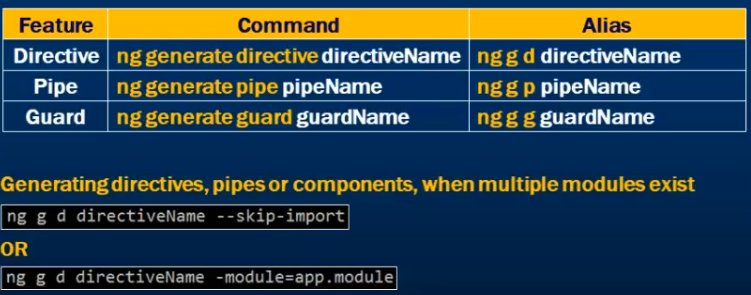 Feature Command Alias
Directive ng generate directive directiveName ng g d directiveName
Pipe ng generate pipe pipeName ng g p pipeName
Guard ng generate guard guardName ng g g guardName
Generating directives, pipes or components, when multiple modules exist
ng g d directiveName --skip-import
OR
ng g d directiveName -module=app.module